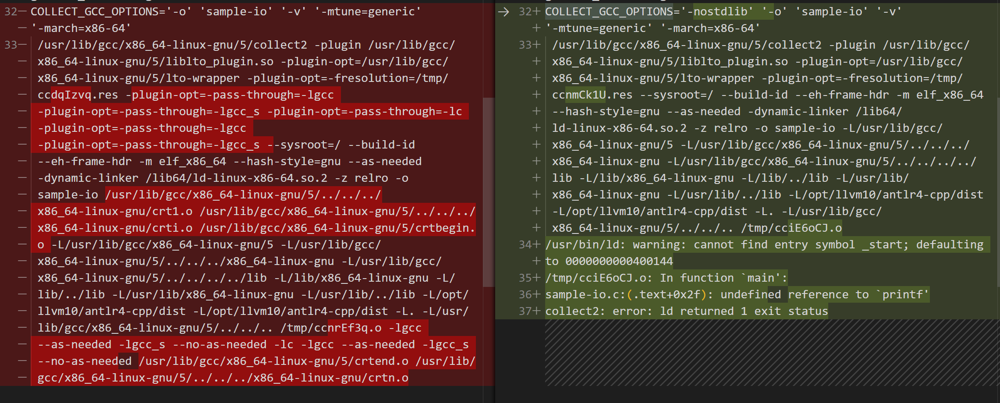 32— COLLECT_GCC_OPTIONS='-o' 'sample-io' '-v' '-mtune=generic'
— '-march=x86-64'
33— /usr/lib/gcc/x86_64-linux-gnu/5/collect2 -plugin /usr/lib/gcc/
— x86_64-linux-gnu/5/liblto_plugin.so -plugin-opt=/usr/lib/gcc/
— x86_64-linux-gnu/5/lto-wrapper -plugin-opt=-fresolution=/tmp/
— ccdqIzvq.res -plugin-opt=-pass-through=-lgcc
— -plugin-opt=-pass-through=-lgcc_s -plugin-opt=-pass-through=-lc
— -plugin-opt=-pass-through=-lgcc
— -plugin-opt=-pass-through=-lgcc_s --sysroot=/ --build-id
— --eh-frame-hdr -m elf_x86_64 --hash-style=gnu --as-needed
— -dynamic-linker /lib64/ld-linux-x86-64.so.2 -z relro -o
— sample-io /usr/lib/gcc/x86_64-linux-gnu/5/../../../
— x86_64-linux-gnu/crt1.o /usr/lib/gcc/x86_64-linux-gnu/5/../../../
— x86_64-linux-gnu/crti.o /usr/lib/gcc/x86_64-linux-gnu/5/crtbegin.
— o -L/usr/lib/gcc/x86_64-linux-gnu/5 -L/usr/lib/gcc/
— x86_64-linux-gnu/5/../../../x86_64-linux-gnu -L/usr/lib/gcc/
— x86_64-linux-gnu/5/../../../../lib -L/lib/x86_64-linux-gnu -L/
— lib/../lib -L/usr/lib/x86_64-linux-gnu -L/usr/lib/../lib -L/opt/
— llvm10/antlr4-cpp/dist -L/opt/llvm10/antlr4-cpp/dist -L. -L/usr/
— lib/gcc/x86_64-linux-gnu/5/../../.. /tmp/ccnrEf3q.o -lgcc
— --as-needed -lgcc_s --no-as-needed -lc -lgcc --as-needed -lgcc_s
— --no-as-needed /usr/lib/gcc/x86_64-linux-gnu/5/crtend.o /usr/lib/
— gcc/x86_64-linux-gnu/5/../../../x86_64-linux-gnu/crtn.o
→ 32+ COLLECT_GCC_OPTIONS='-nostdlib' '-o' 'sample-io' '-v'
+ '-mtune=generic' '-march=x86-64'
33+ /usr/lib/gcc/x86_64-linux-gnu/5/collect2 -plugin /usr/lib/gcc/
+ x86_64-linux-gnu/5/liblto_plugin.so -plugin-opt=/usr/lib/gcc/
+ x86_64-linux-gnu/5/lto-wrapper -plugin-opt=-fresolution=/tmp/
+ ccnmCk1U.res --sysroot=/ --build-id --eh-frame-hdr -m elf_x86_64
+ --hash-style=gnu --as-needed -dynamic-linker /lib64/
+ ld-linux-x86-64.so.2 -z relro -o sample-io -L/usr/lib/gcc/
+ x86_64-linux-gnu/5 -L/usr/lib/gcc/x86_64-linux-gnu/5/../../../
+ x86_64-linux-gnu -L/usr/lib/gcc/x86_64-linux-gnu/5/../../../../
+ lib -L/lib/x86_64-linux-gnu -L/lib/../lib -L/usr/lib/
+ x86_64-linux-gnu -L/usr/lib/../lib -L/opt/llvm10/antlr4-cpp/dist
+ -L/opt/llvm10/antlr4-cpp/dist -L. -L/usr/lib/gcc/
+ x86_64-linux-gnu/5/../../.. /tmp/cciE6oCJ.o
34+ /usr/bin/ld: warning: cannot find entry symbol _start; defaulting
+ to 0000000000400144
35+ /tmp/cciE6oCJ.o: In function `main':
36+ sample-io.c:(.text+0x2f): undefined reference to `printf'
37+ collect2: error: ld returned 1 exit status